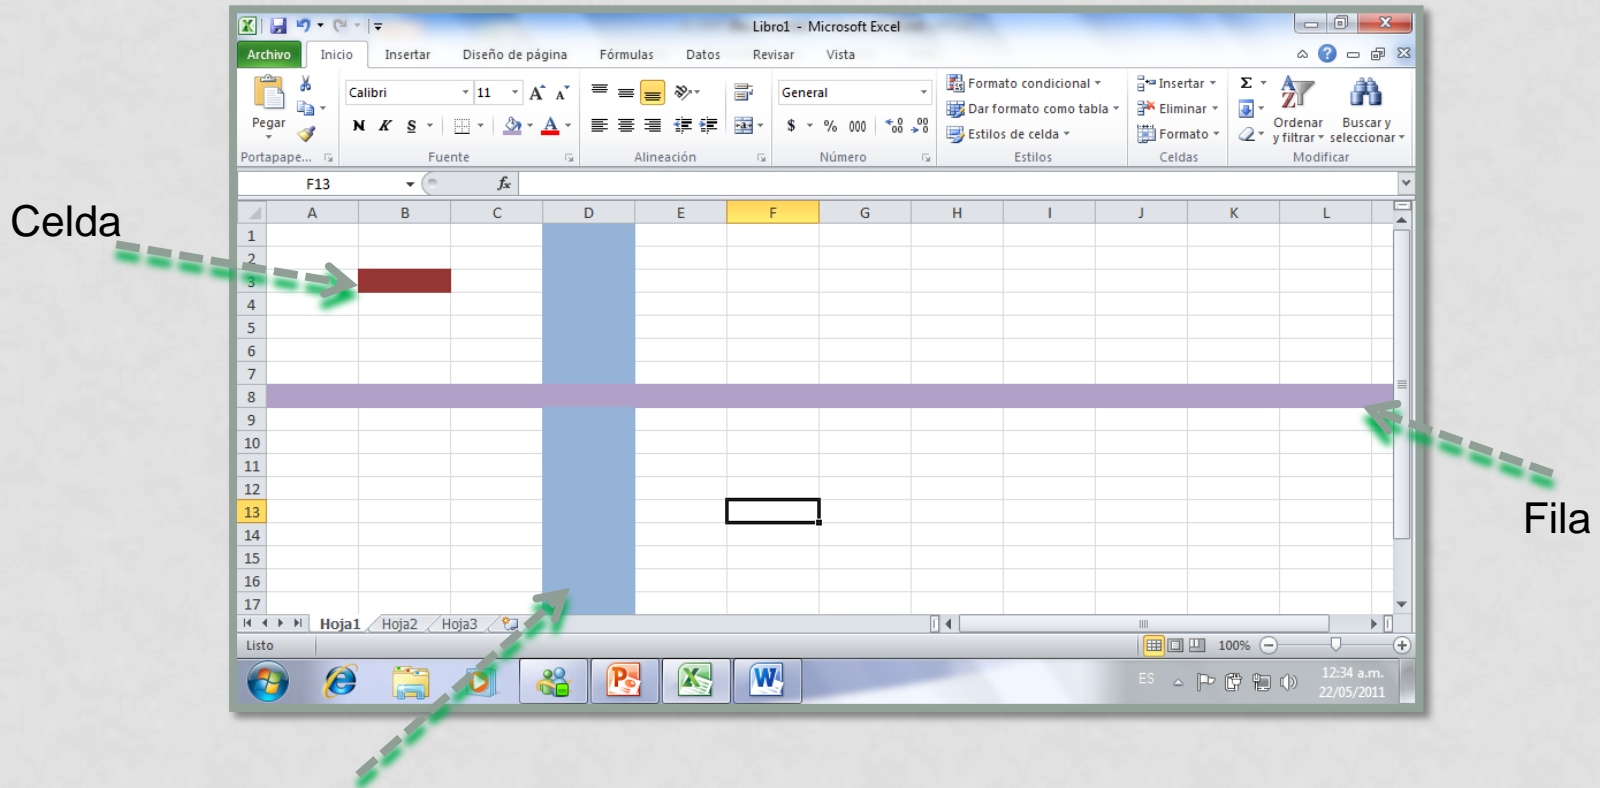 Libro1 - Microsoft Excel
Archivo Inicio Insertar Diseño de página Fórmulas Datos Revisar Vista
Calibri 11 A A General Formato condicional Insertar Σ
Dar formato como tabla Eliminar
Pegar N K S A $ % 000 Estilos de celda Formato Ordenar y filtrar Buscar y seleccionar
Portapape... Fuente Alineación Número Estilos Celdas Modificar
F13 fx
A B C D E F G H I J K L
Celda
1
2
3
4
5
6
7
8
9
10
11
12
13
Fila
14
15
16
17
Hoja1 Hoja2 Hoja3
Listo 100%
ES 12:34 a.m.
22/05/2011